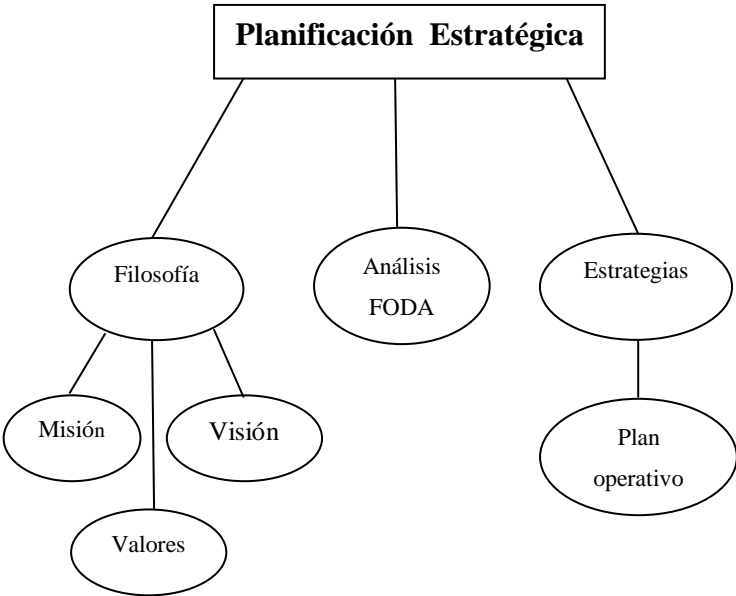 Planificación Estratégica
Filosofía
Análisis
FODA
Estrategias
Misión
Visión
Plan
operativo
Valores